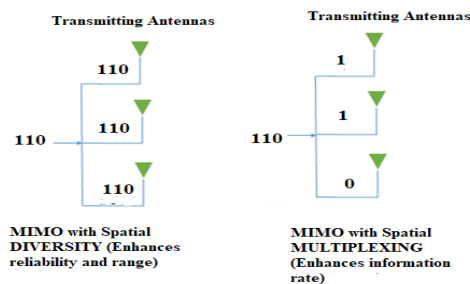 Transmitting Antennas
110
110
110
110
MIMO with Spatial
DIVERSITY (Enhances
reliability and range)
Transmitting Antennas
1
1
110
0
MIMO with Spatial
MULTIPLEXING
(Enhances information
rate)